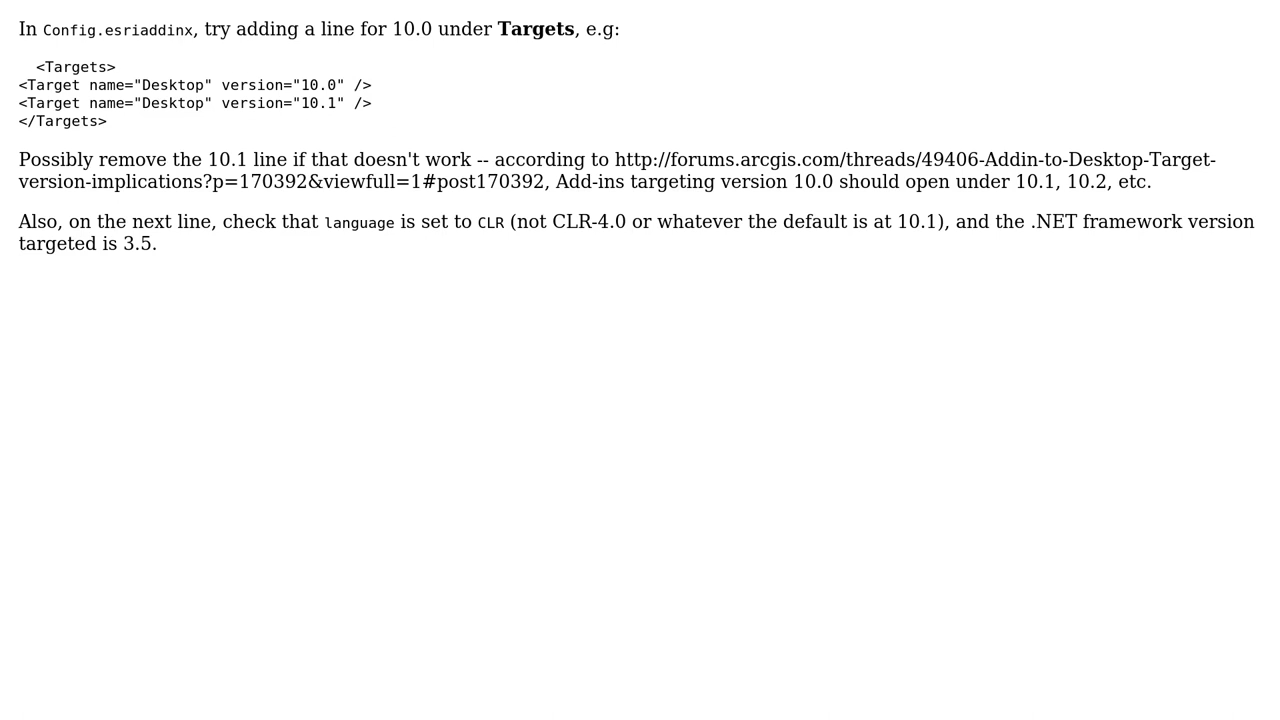 In Config.esriaddinx, try adding a line for 10.0 under Targets, e.g:
<Targets>
<Target name="Desktop" version="10.0" />
<Target name="Desktop" version="10.1" />
</Targets>
Possibly remove the 10.1 line if that doesn't work -- according to http://forums.arcgis.com/threads/49406-Addin-to-Desktop-Target-
version-implications?p=170392&viewfull=1#post170392, Add-ins targeting version 10.0 should open under 10.1, 10.2, etc.
Also, on the next line, check that language is set to CLR (not CLR-4.0 or whatever the default is at 10.1), and the .NET framework version
targeted is 3.5.